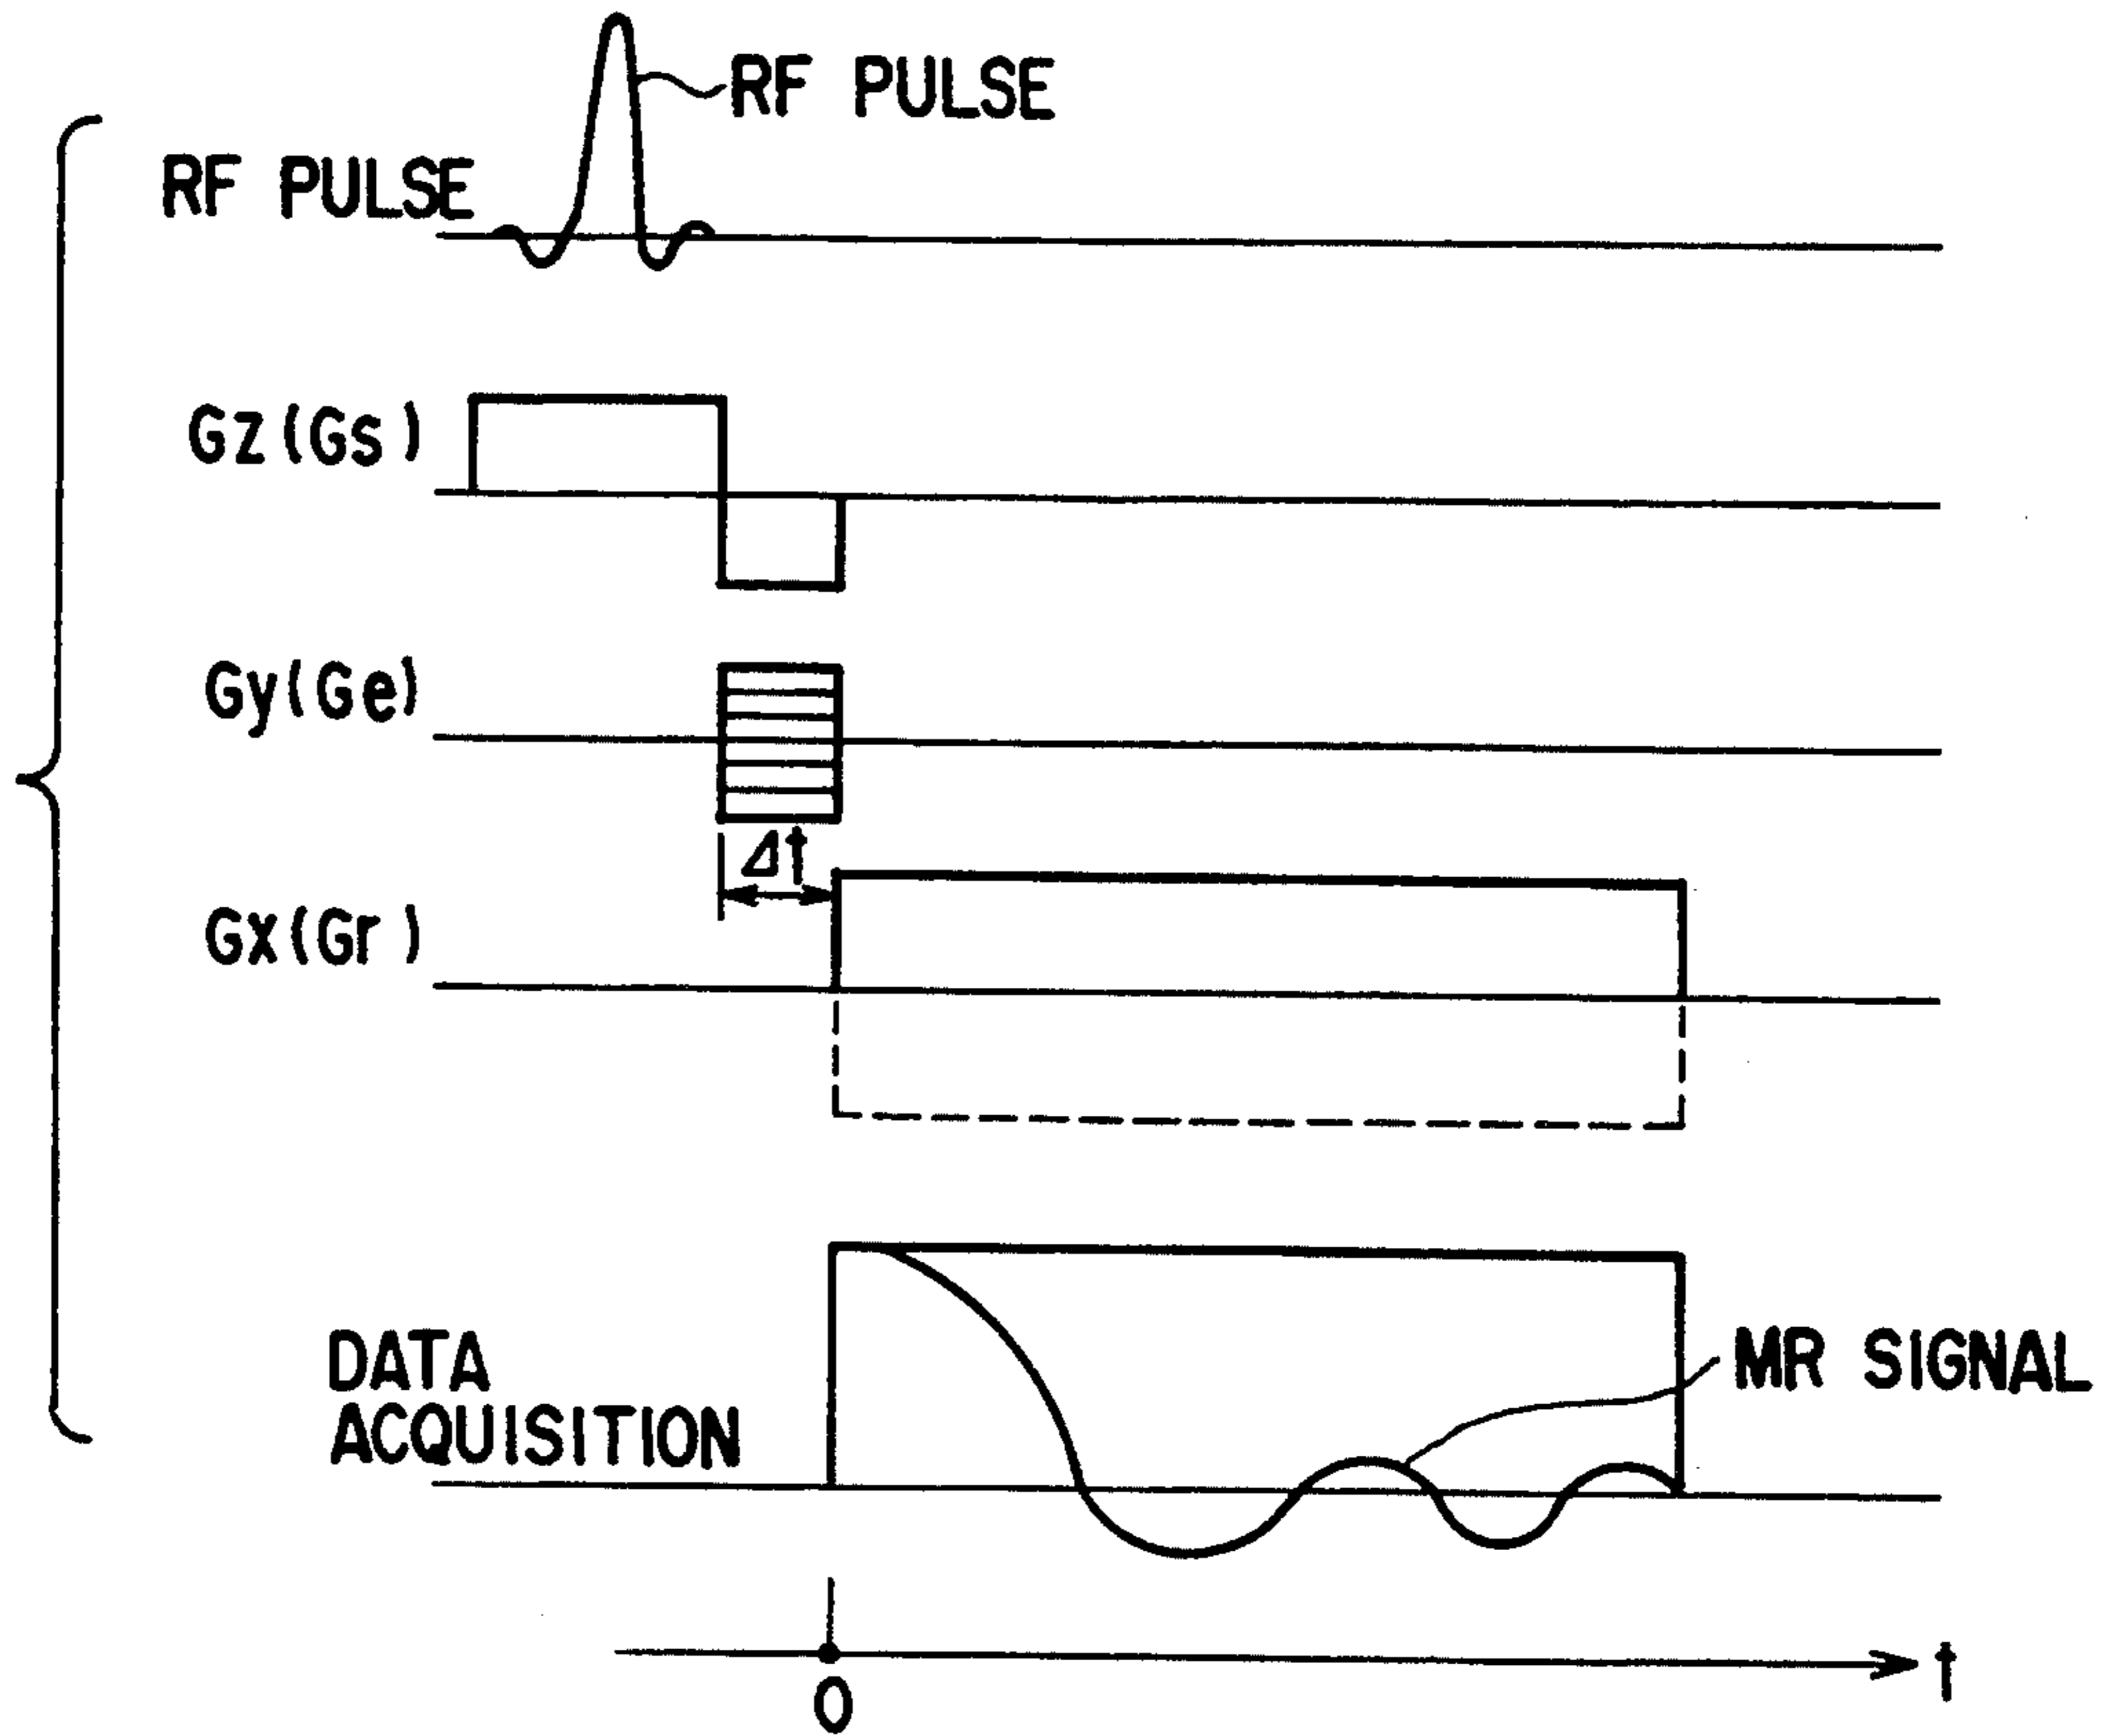 RF PULSE
RF PULSE
Gz(Gs)
Gy(Ge)
Δt
Gx(Gr)
DATA
ACQUISITION
MR SIGNAL
0
t